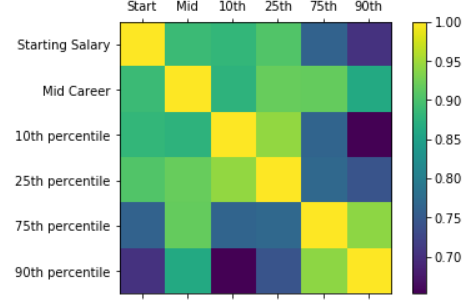 Start Mid 10th 25th 75th 90th
Starting Salary
Mid Career
10th percentile
25th percentile
75th percentile
90th percentile
1.00
0.95
0.90
0.85
0.80
0.75
0.70